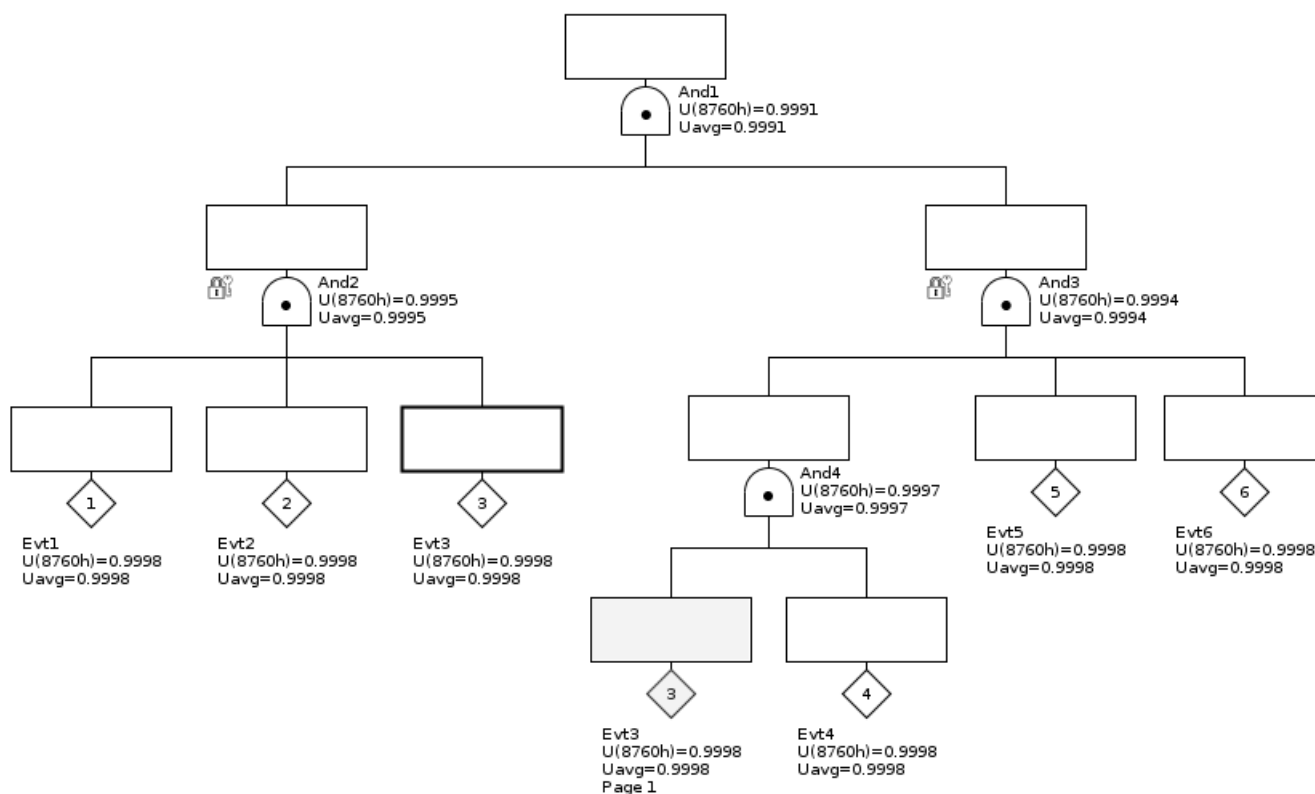 And1
U(8760h)=0.9991
Uavg=0.9991
And2
U(8760h)=0.9995
Uavg=0.9995
And3
U(8760h)=0.9994
Uavg=0.9994
1
Evt1
U(8760h)=0.9998
Uavg=0.9998
2
Evt2
U(8760h)=0.9998
Uavg=0.9998
3
Evt3
U(8760h)=0.9998
Uavg=0.9998
And4
U(8760h)=0.9997
Uavg=0.9997
5
Evt5
U(8760h)=0.9998
Uavg=0.9998
6
Evt6
U(8760h)=0.9998
Uavg=0.9998
3
Evt3
U(8760h)=0.9998
Uavg=0.9998
Page 1
4
Evt4
U(8760h)=0.9998
Uavg=0.9998